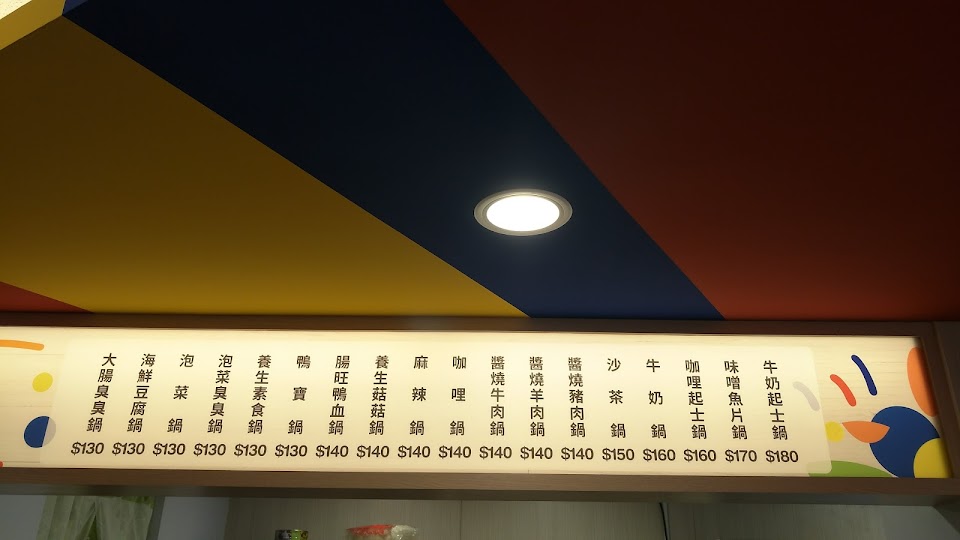 大腸臭臭鍋 $130
海鮮豆腐鍋 $130
泡菜鍋 $130
泡菜臭臭鍋 $130
養生素食鍋 $130
鴨寶鍋 $130
腸旺鴨血鍋 $140
養生菇菇鍋 $140
麻辣鍋 $140
咖哩鍋 $140
醬燒牛肉鍋 $140
醬燒羊肉鍋 $140
醬燒豬肉鍋 $140
沙茶鍋 $150
牛奶鍋 $160
咖哩起士鍋 $160
味噌魚片鍋 $170
牛奶起士鍋 $180